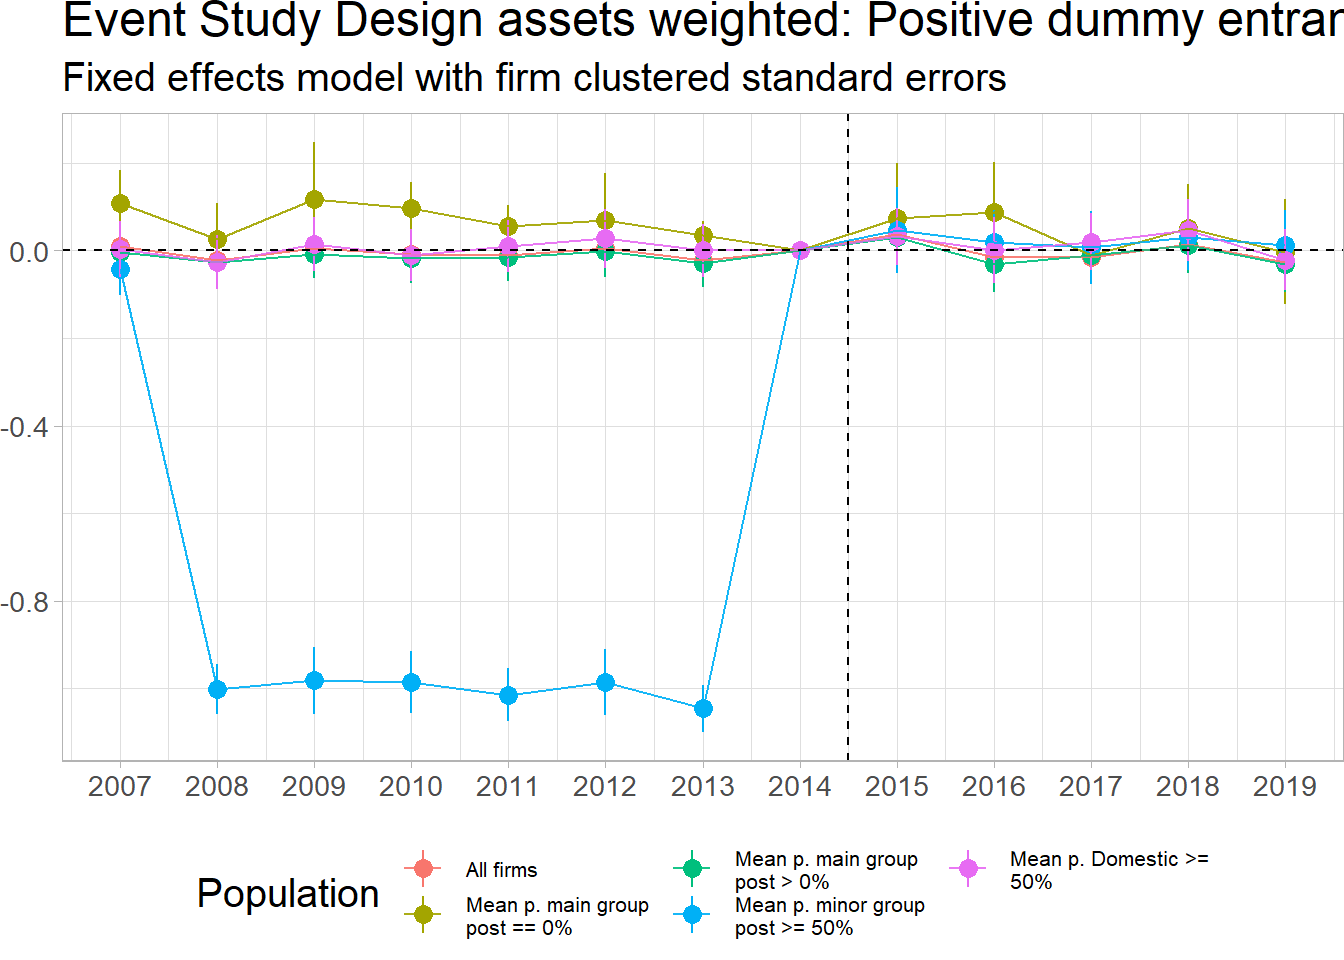 Event Study Design assets weighted: Positive dummy entran
Fixed effects model with firm clustered standard errors
0.0
-0.4
-0.8
2007 2008 2009 2010 2011 2012 2013 2014 2015 2016 2017 2018 2019
Population
All firms
Mean p. main group
post == 0%
Mean p. main group
post > 0%
Mean p. minor group
post >= 50%
Mean p. Domestic >=
50%